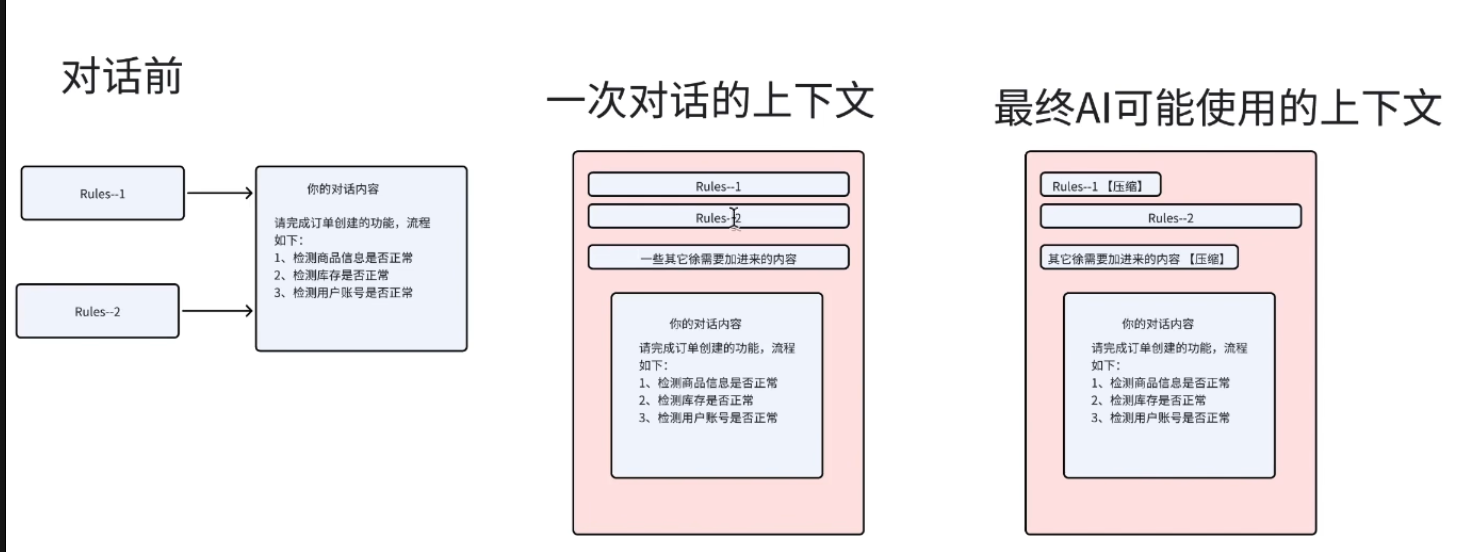 对话前
Rules--1
Rules--2
你的对话内容
请完成订单创建的功能，流程
如下：
1、检测商品信息是否正常
2、检测库存是否正常
3、检测用户账号是否正常
一次对话的上下文
Rules--1
Rules--2
一些其它徐需要加进来的内容
你的对话内容
请完成订单创建的功能，流程
如下：
1、检测商品信息是否正常
2、检测库存是否正常
3、检测用户账号是否正常
最终AI可能使用的上下文
Rules--1 【压缩】
Rules--2
其它徐需要加进来的内容 【压缩】
你的对话内容
请完成订单创建的功能，流程
如下：
1、检测商品信息是否正常
2、检测库存是否正常
3、检测用户账号是否正常